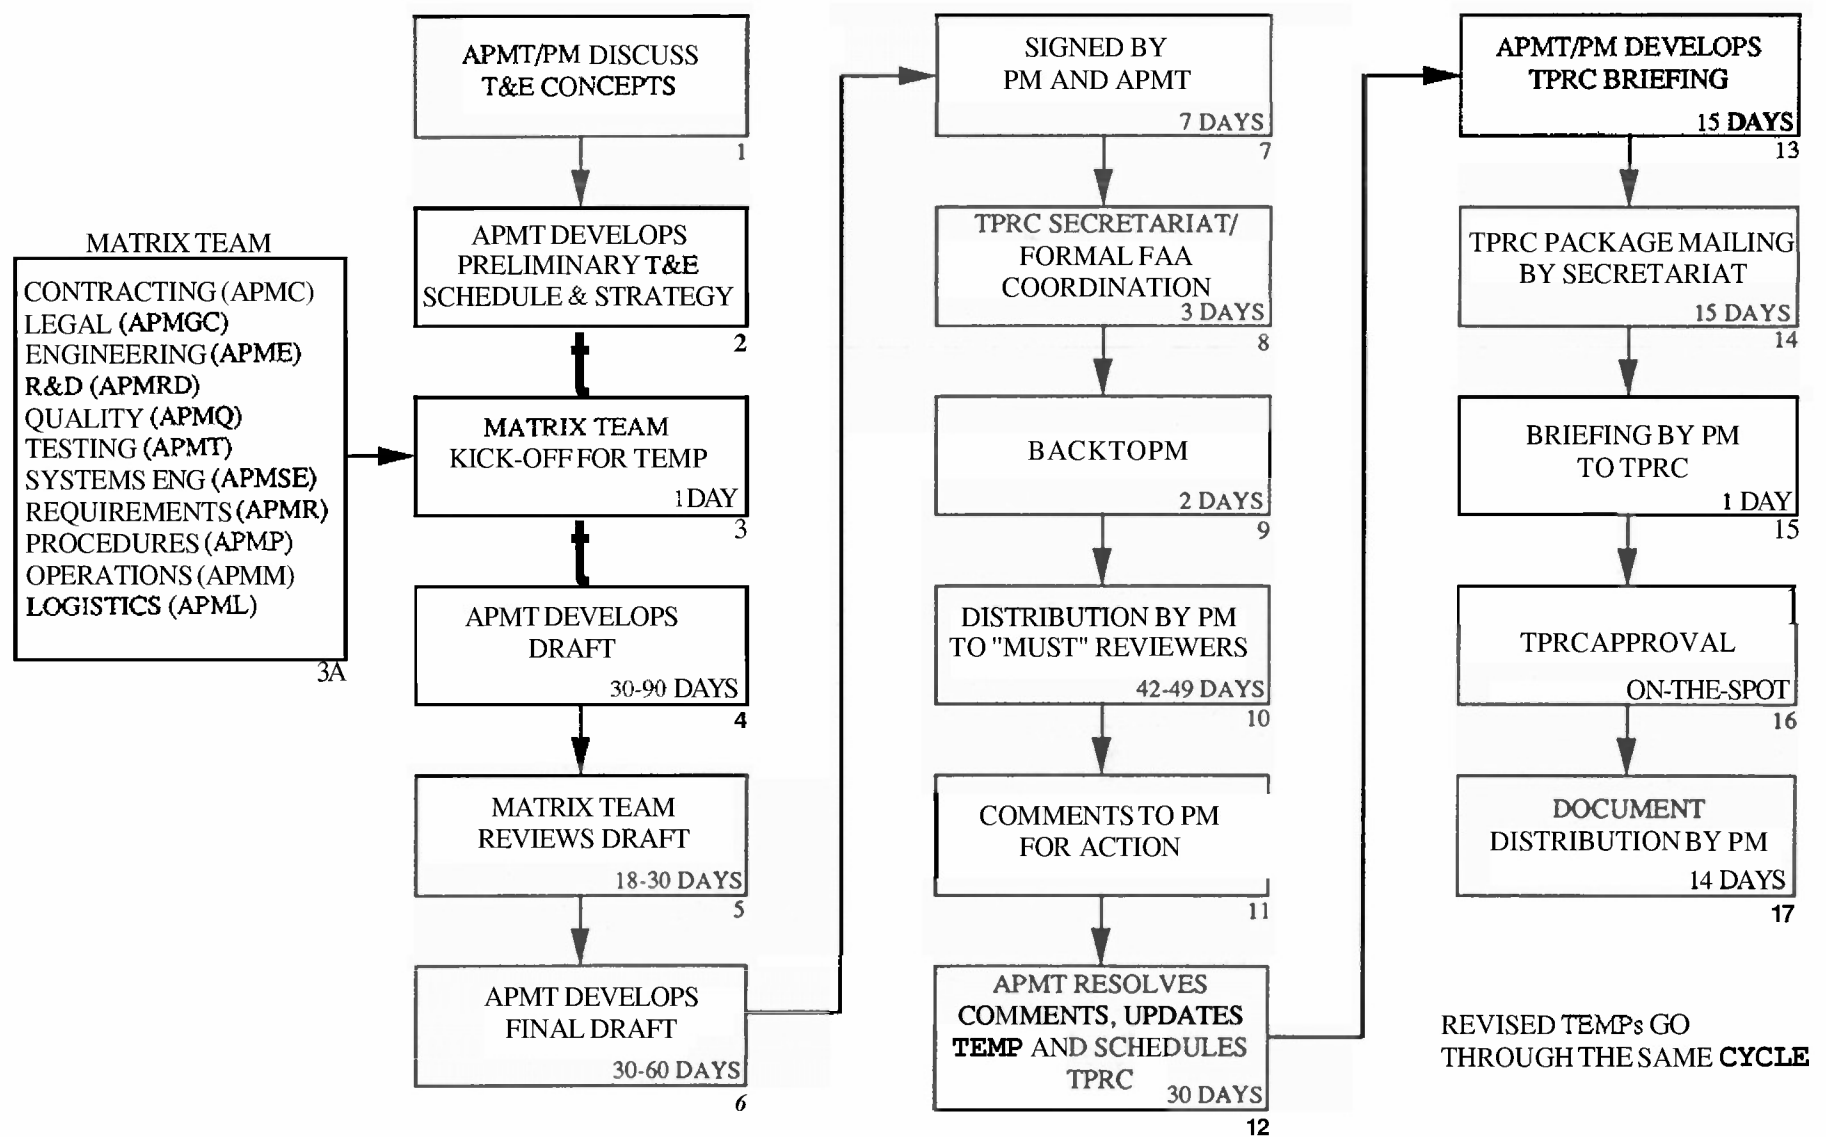 MATRIX TEAM
CONTRACTING (APMC)
LEGAL (APMGC)
ENGINEERING (APME)
R&D (APMRD)
QUALITY (APMQ)
TESTING (APMT)
SYSTEMS ENG (APMSE)
REQUIREMENTS (APMR)
PROCEDURES (APMP)
OPERATIONS (APMM)
LOGISTICS (APML)
3A
APMT/PM DISCUSS
T&E CONCEPTS
1
APMT DEVELOPS
PRELIMINARY T&E
SCHEDULE & STRATEGY
2
MATRIX TEAM
KICK-OFF FOR TEMP
1 DAY
3
APMT DEVELOPS
DRAFT
30-90 DAYS
4
MATRIX TEAM
REVIEWS DRAFT
18-30 DAYS
5
APMT DEVELOPS
FINAL DRAFT
30-60 DAYS
6
SIGNED BY
PM AND APMT
7 DAYS
7
TPRC SECRETARIAT/
FORMAL FAA
COORDINATION
3 DAYS
8
BACKTOPM
2 DAYS
9
DISTRIBUTION BY PM
TO "MUST" REVIEWERS
42-49 DAYS
10
COMMENTS TO PM
FOR ACTION
11
APMT RESOLVES
COMMENTS, UPDATES
TEMP AND SCHEDULES
TPRC
30 DAYS
12
APMT/PM DEVELOPS
TPRC BRIEFING
15 DAYS
13
TPRC PACKAGE MAILING
BY SECRETARIAT
15 DAYS
14
BRIEFING BY PM
TO TPRC
1 DAY
15
TPRCAPPROVAL
ON-THE-SPOT
16
DOCUMENT
DISTRIBUTION BY PM
14 DAYS
17
REVISED TEMPs GO
THROUGH THE SAME CYCLE